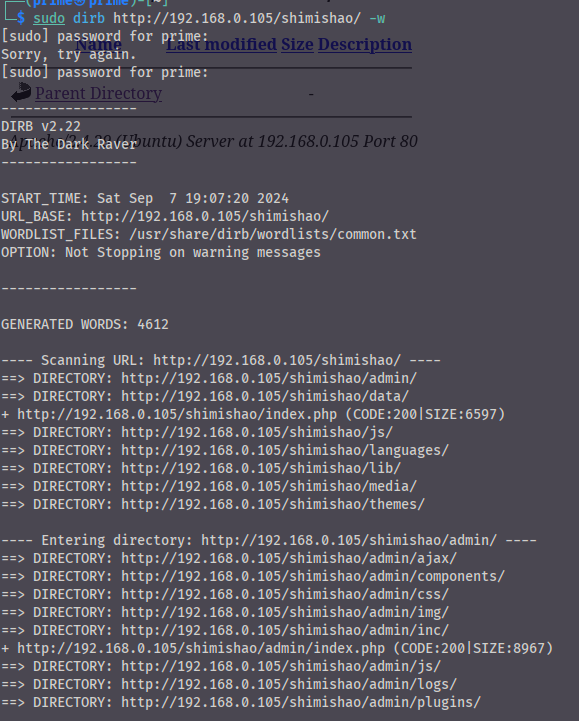 (prime㉿prime)-[~]
$ sudo dirb http://192.168.0.105/shimishao/ -w
[sudo] password for prime:
Name Last modified Size Description
Sorry, try again.
[sudo] password for prime:
Parent Directory -
-----------------
DIRB v2.22
(Ubuntu) Server at 192.168.0.105 Port 80
By The Dark Raver
-----------------
START_TIME: Sat Sep  7 19:07:20 2024
URL_BASE: http://192.168.0.105/shimishao/
WORDLIST_FILES: /usr/share/dirb/wordlists/common.txt
OPTION: Not Stopping on warning messages
-----------------
GENERATED WORDS: 4612
---- Scanning URL: http://192.168.0.105/shimishao/ ----
==> DIRECTORY: http://192.168.0.105/shimishao/admin/
==> DIRECTORY: http://192.168.0.105/shimishao/data/
+ http://192.168.0.105/shimishao/index.php (CODE:200|SIZE:6597)
==> DIRECTORY: http://192.168.0.105/shimishao/js/
==> DIRECTORY: http://192.168.0.105/shimishao/languages/
==> DIRECTORY: http://192.168.0.105/shimishao/lib/
==> DIRECTORY: http://192.168.0.105/shimishao/media/
==> DIRECTORY: http://192.168.0.105/shimishao/themes/
---- Entering directory: http://192.168.0.105/shimishao/admin/ ----
==> DIRECTORY: http://192.168.0.105/shimishao/admin/ajax/
==> DIRECTORY: http://192.168.0.105/shimishao/admin/components/
==> DIRECTORY: http://192.168.0.105/shimishao/admin/css/
==> DIRECTORY: http://192.168.0.105/shimishao/admin/img/
==> DIRECTORY: http://192.168.0.105/shimishao/admin/inc/
+ http://192.168.0.105/shimishao/admin/index.php (CODE:200|SIZE:8967)
==> DIRECTORY: http://192.168.0.105/shimishao/admin/js/
==> DIRECTORY: http://192.168.0.105/shimishao/admin/logs/
==> DIRECTORY: http://192.168.0.105/shimishao/admin/plugins/